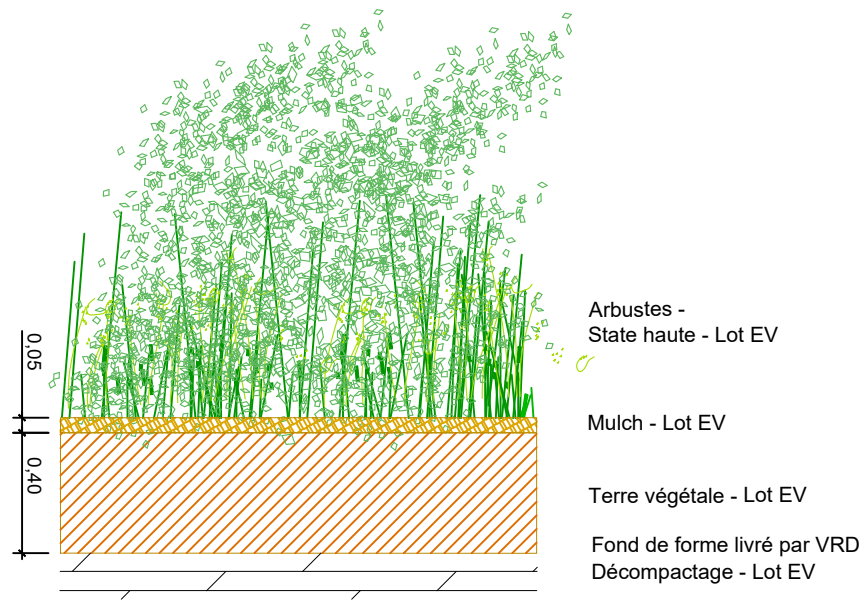 Arbustes -
State haute - Lot EV
0,05
Mulch - Lot EV
0,40
Terre végétale - Lot EV
Fond de forme livré par VRD
Décompactage - Lot EV